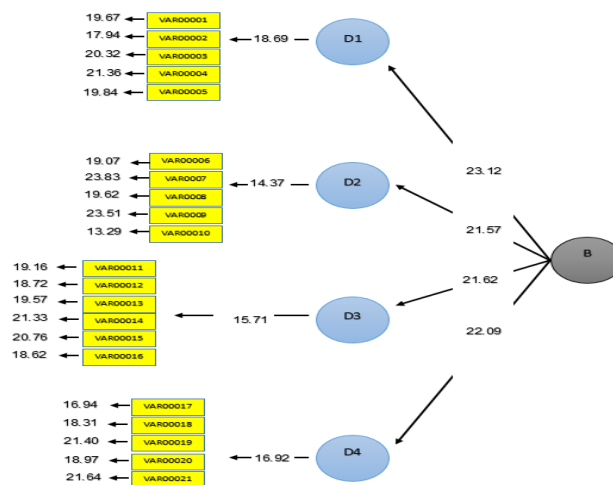 19.67 VAR00001
17.94 VAR00002 18.69 D1
20.32 VAR00003
21.36 VAR00004
19.84 VAR00005
23.12
19.07 VAR00006
23.83 VAR0007 14.37 D2
19.62 VAR0008
23.51 VAR0009
13.29 VAR00010
21.57
B
21.62
19.16 VAR00011
18.72 VAR00012
19.57 VAR00013
21.33 VAR00014 15.71 D3
20.76 VAR00015
18.62 VAR00016
22.09
16.94 VAR00017
18.31 VAR00018
21.40 VAR00019
18.97 VAR00020 16.92 D4
21.64 VAR00021